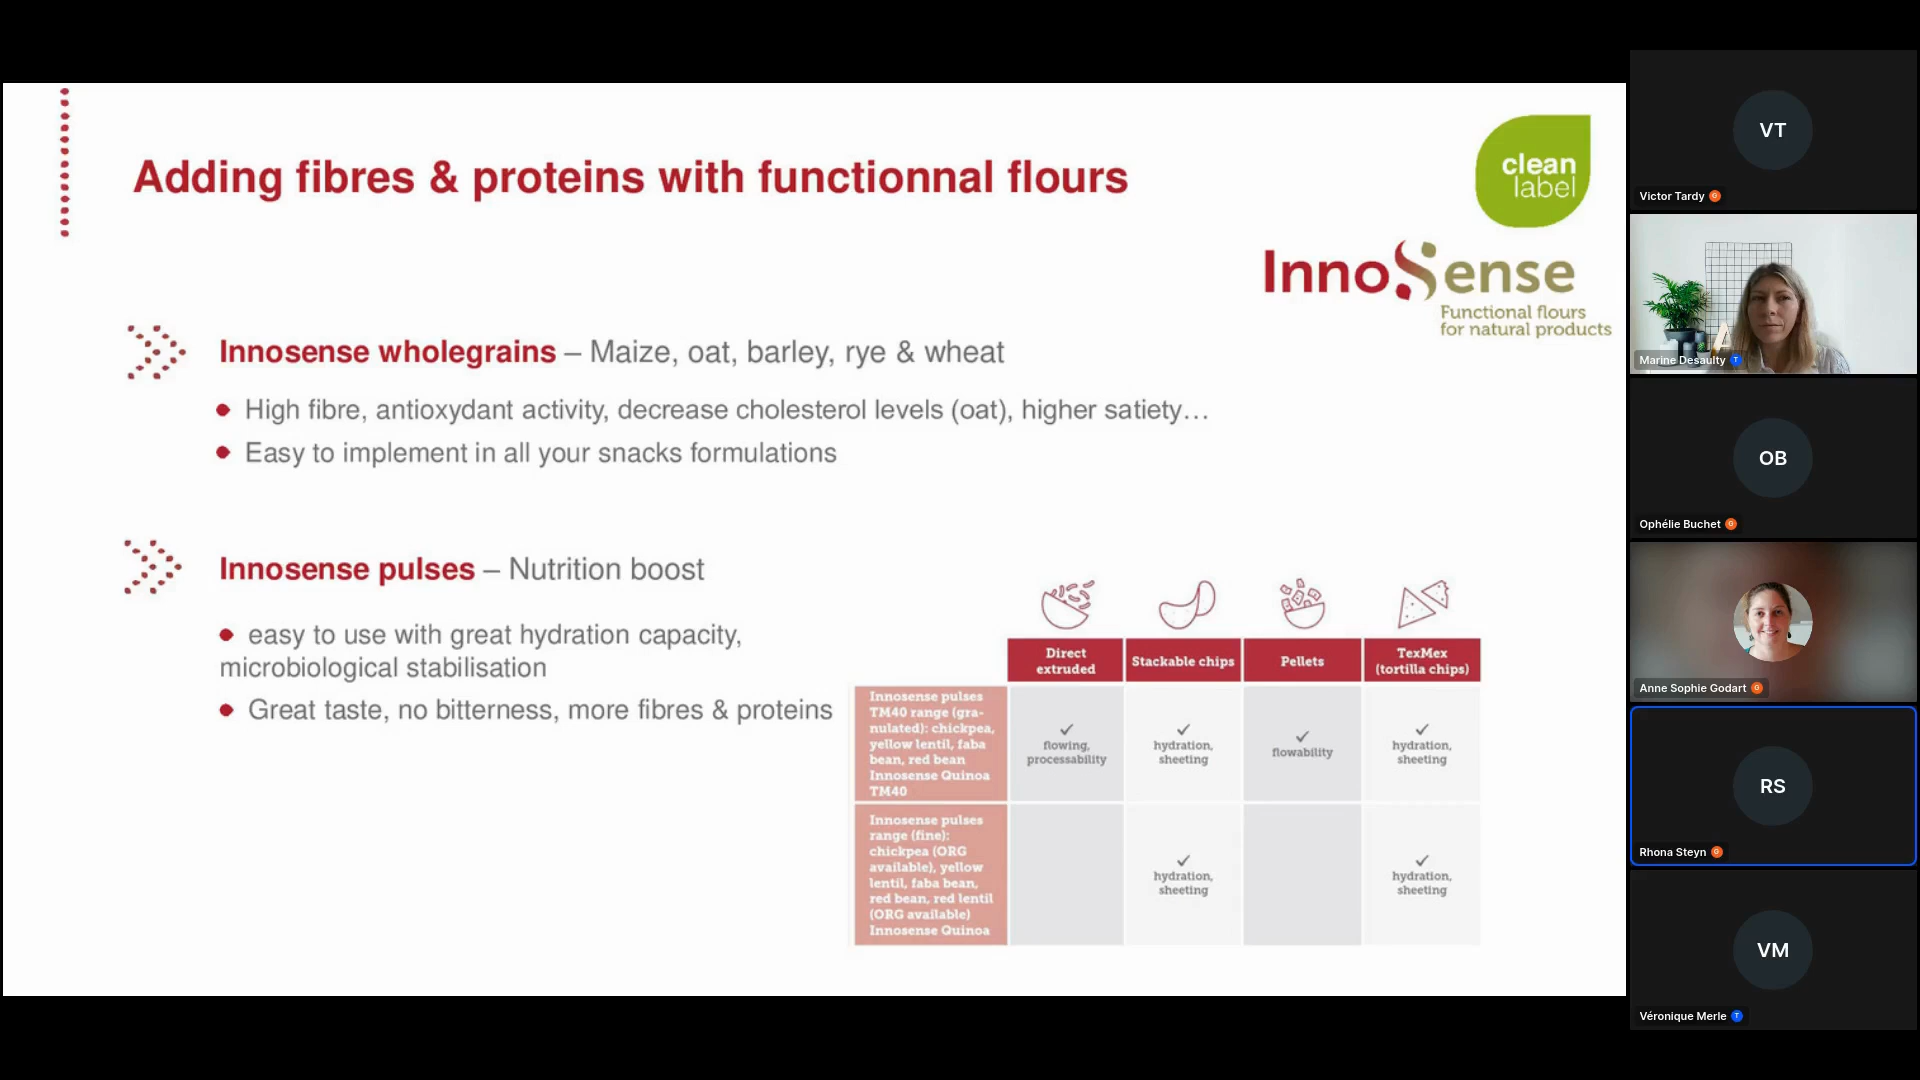 Adding fibres & proteins with functionnal flours
clean
label
InnoSense
Functional flours
for natural products
Innosense wholegrains – Maize, oat, barley, rye & wheat
High fibre, antioxydant activity, decrease cholesterol levels (oat), higher satiety…
Easy to implement in all your snacks formulations
Innosense pulses – Nutrition boost
easy to use with great hydration capacity,
microbiological stabilisation
Great taste, no bitterness, more fibres & proteins
Direct
extruded
Stackable chips
Pellets
TexMex
(tortilla chips)
Innosense pulses
TM40 range (gra-
nulated): chickpea,
yellow lentil, faba
bean, red bean
Innosense Quinoa
TM40
✓
flowing,
processability
✓
hydration,
sheeting
✓
flowability
✓
hydration,
sheeting
Innosense pulses
range (fine):
chickpea (ORG
available), yellow
lentil, faba bean,
red bean, red lentil
(ORG available)
Innosense Quinoa
✓
hydration,
sheeting
✓
hydration,
sheeting
VT
Victor Tardy
A
Marine Desaulty T
OB
Ophélie Buchet
Anne Sophie Godart
RS
Rhona Steyn
VM
Véronique Merle T